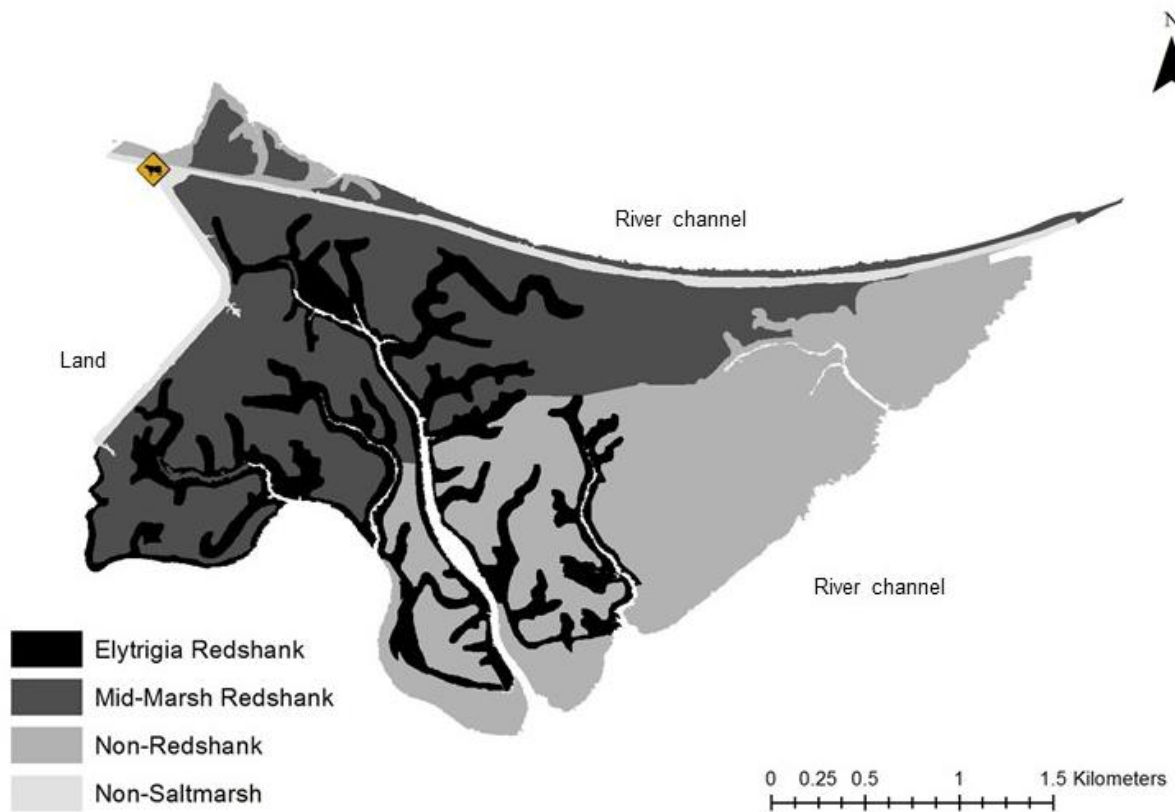 N
River channel
Land
River channel
Elytrigia Redshank
Mid-Marsh Redshank
Non-Redshank
Non-Saltmarsh
0 0.25 0.5 1 1.5 Kilometers